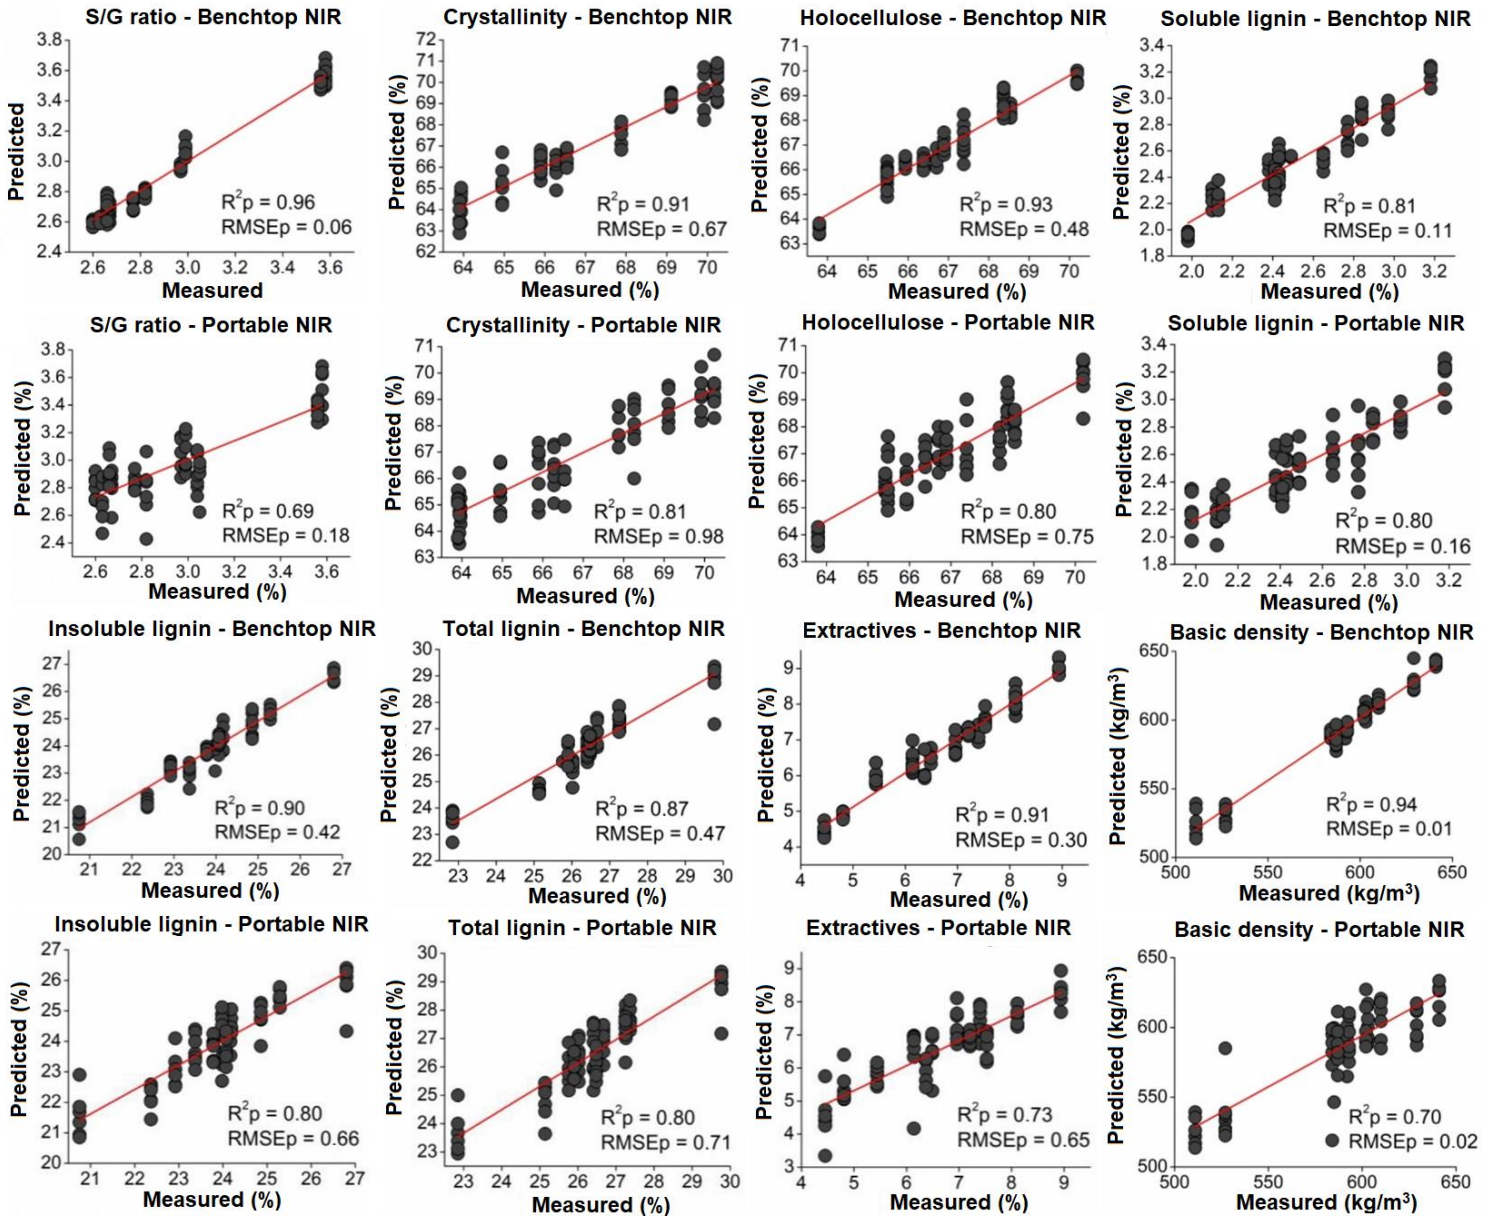 S/G ratio - Benchtop NIR
Predicted
3.8
3.6
3.4
3.2
3.0
2.8
2.6
2.4
R²p = 0.96
RMSEp = 0.06
2.6 2.8 3.0 3.2 3.4 3.6
Measured
Crystallinity - Benchtop NIR
Predicted (%)
72
71
70
69
68
67
66
65
64
63
62
R²p = 0.91
RMSEp = 0.67
64 65 66 67 68 69 70
Measured (%)
Holocellulose - Benchtop NIR
Predicted (%)
71
70
69
68
67
66
65
64
63
R²p = 0.93
RMSEp = 0.48
64 65 66 67 68 69 70
Measured (%)
Soluble lignin - Benchtop NIR
Predicted (%)
3.4
3.2
3.0
2.8
2.6
2.4
2.2
2.0
1.8
R²p = 0.81
RMSEp = 0.11
2.0 2.2 2.4 2.6 2.8 3.0 3.2
Measured (%)
S/G ratio - Portable NIR
Predicted (%)
3.8
3.6
3.4
3.2
3.0
2.8
2.6
2.4
R²p = 0.69
RMSEp = 0.18
2.6 2.8 3.0 3.2 3.4 3.6
Measured (%)
Crystallinity - Portable NIR
Predicted (%)
71
70
69
68
67
66
65
64
63
R²p = 0.81
RMSEp = 0.98
64 65 66 67 68 69 70
Measured (%)
Holocellulose - Portable NIR
Predicted (%)
71
70
69
68
67
66
65
64
63
R²p = 0.80
RMSEp = 0.75
64 65 66 67 68 69 70
Measured (%)
Soluble lignin - Portable NIR
Predicted (%)
3.4
3.2
3.0
2.8
2.6
2.4
2.2
2.0
1.8
R²p = 0.80
RMSEp = 0.16
2.0 2.2 2.4 2.6 2.8 3.0 3.2
Measured (%)
Insoluble lignin - Benchtop NIR
Predicted (%)
27
26
25
24
23
22
21
20
R²p = 0.90
RMSEp = 0.42
21 22 23 24 25 26 27
Measured (%)
Total lignin - Benchtop NIR
Predicted (%)
30
29
28
27
26
25
24
23
22
R²p = 0.87
RMSEp = 0.47
23 24 25 26 27 28 29 30
Measured (%)
Extractives - Benchtop NIR
Predicted (%)
9
8
7
6
5
4
R²p = 0.91
RMSEp = 0.30
4 5 6 7 8 9
Measured (%)
Basic density - Benchtop NIR
Predicted (kg/m³)
650
600
550
500
R²p = 0.94
RMSEp = 0.01
500 550 600 650
Measured (kg/m³)
Insoluble lignin - Portable NIR
Predicted (%)
27
26
25
24
23
22
21
20
R²p = 0.80
RMSEp = 0.66
21 22 23 24 25 26 27
Measured (%)
Total lignin - Portable NIR
Predicted (%)
30
29
28
27
26
25
24
23
R²p = 0.80
RMSEp = 0.71
23 24 25 26 27 28 29 30
Measured (%)
Extractives - Portable NIR
Predicted (%)
9
8
7
6
5
4
3
R²p = 0.73
RMSEp = 0.65
4 5 6 7 8 9
Measured (%)
Basic density - Portable NIR
Predicted (kg/m³)
650
600
550
500
R²p = 0.70
RMSEp = 0.02
500 550 600 650
Measured (kg/m³)